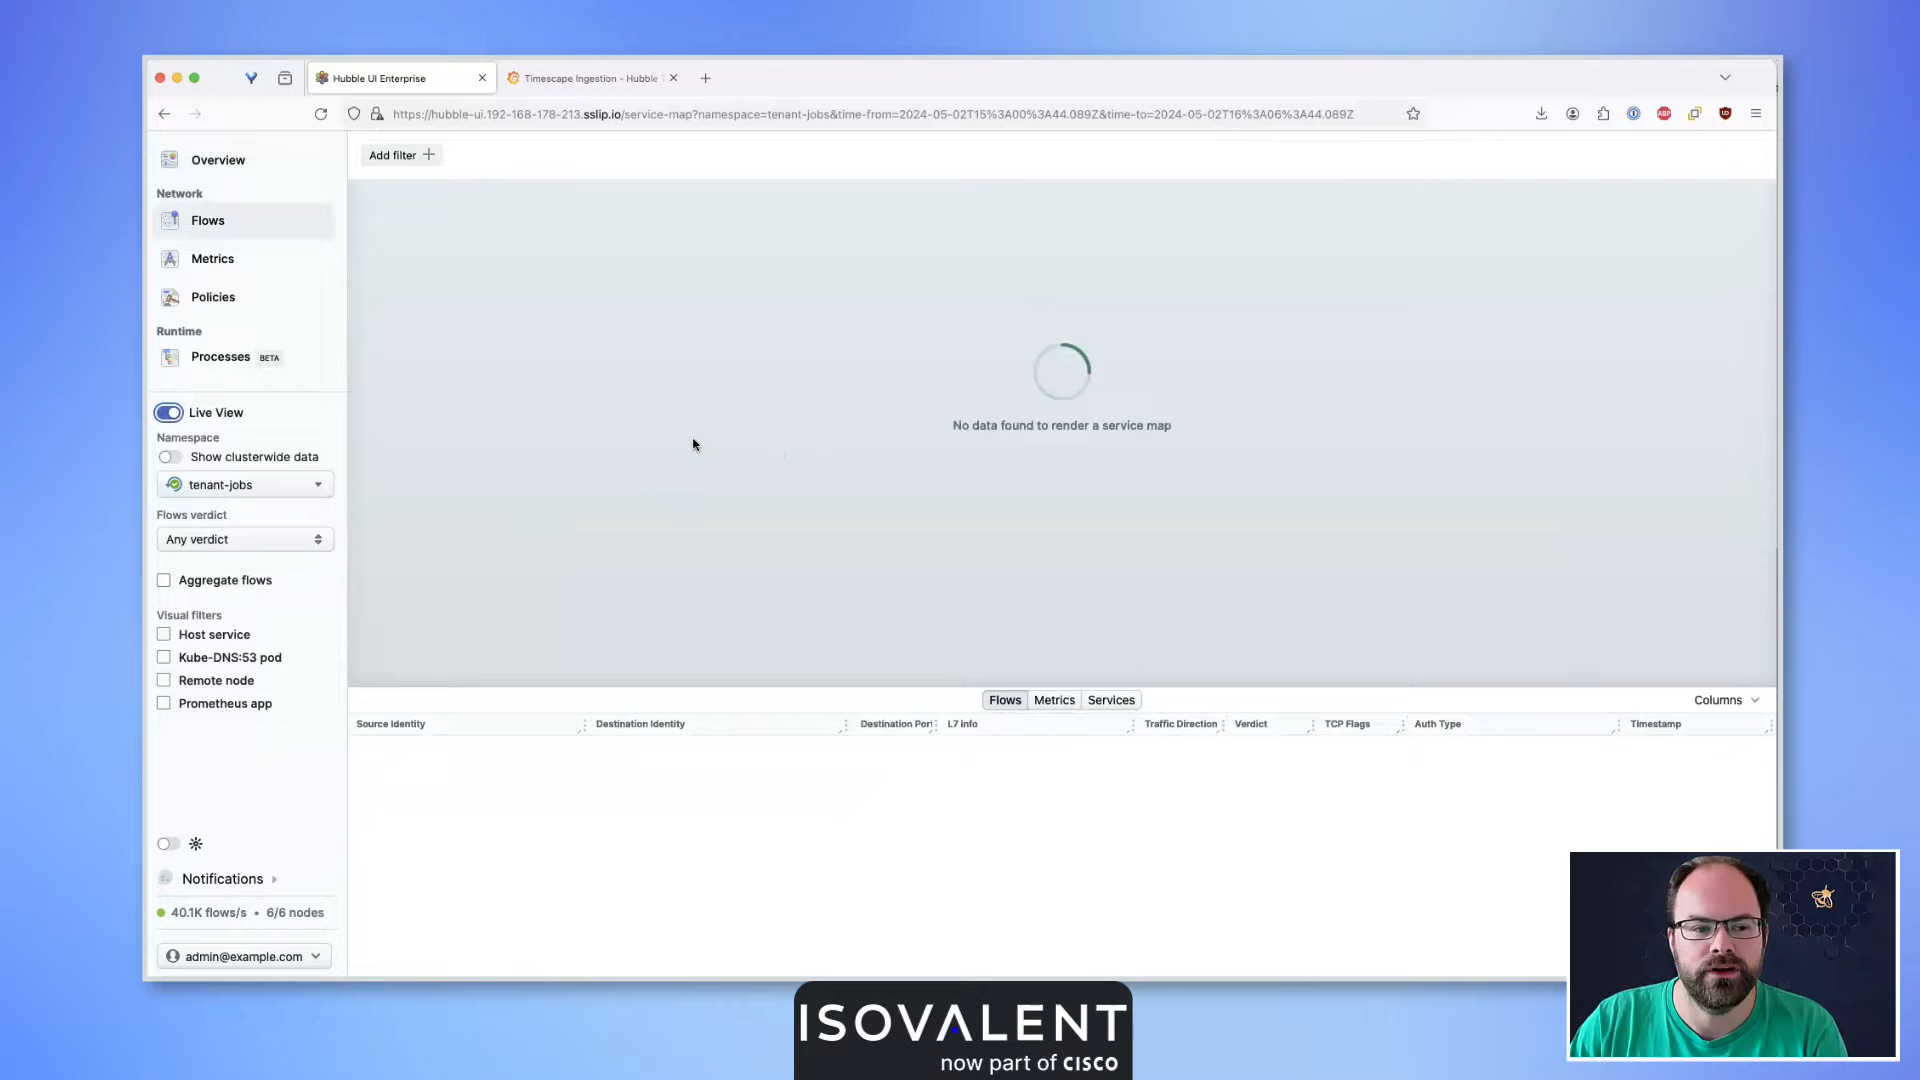 Hubble UI Enterprise
Timescape Ingestion - Hubble T
https://hubble-ui.192-168-178-213.sslip.io/service-map?namespace=tenant-jobs&time-from=2024-05-02T15%3A00%3A44.089Z&time-to=2024-05-02T16%3A06%3A44.089Z
ABP
Overview
Add filter
Network
Flows
Metrics
Policies
Runtime
Processes BETA
Live View
Namespace
Show clusterwide data
tenant-jobs
Flows verdict
Any verdict
Aggregate flows
Visual filters
Host service
Kube-DNS:53 pod
Remote node
Prometheus app
Notifications
40.1K flows/s • 6/6 nodes
admin@example.com
No data found to render a service map
Flows Metrics Services
Columns
Source Identity Destination Identity Destination Port L7 info Traffic Direction Verdict TCP Flags Auth Type Timestamp
ISOVALENT
now part of CISCO